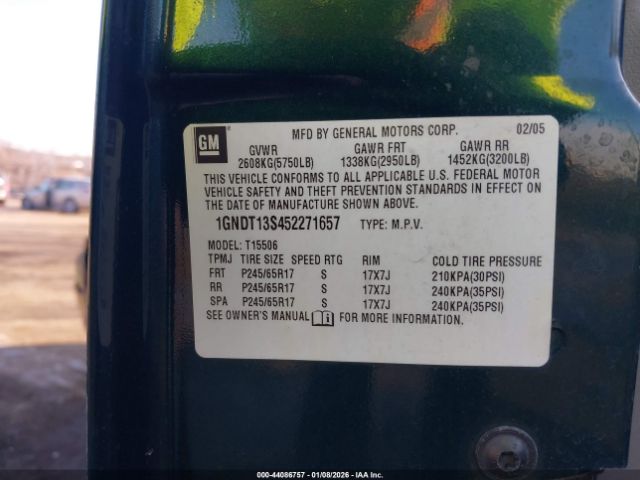 GM
MFD BY GENERAL MOTORS CORP. 02/05
GVWR GAWR FRT GAWR RR
2608KG(5750LB) 1338KG(2950LB) 1452KG(3200LB)
THIS VEHICLE CONFORMS TO ALL APPLICABLE U.S. FEDERAL MOTOR
VEHICLE SAFETY AND THEFT PREVENTION STANDARDS IN EFFECT ON
THE DATE OF MANUFACTURE SHOWN ABOVE.
1GNDT13S452271657 TYPE: M.P.V.
MODEL: T15506
TPMJ TIRE SIZE SPEED RTG RIM COLD TIRE PRESSURE
FRT P245/65R17 S 17X7J 210KPA(30PSI)
RR P245/65R17 S 17X7J 240KPA(35PSI)
SPA P245/65R17 S 17X7J 240KPA(35PSI)
SEE OWNER'S MANUAL FOR MORE INFORMATION.
000-44086757 - 01/08/2026 - IAA Inc.